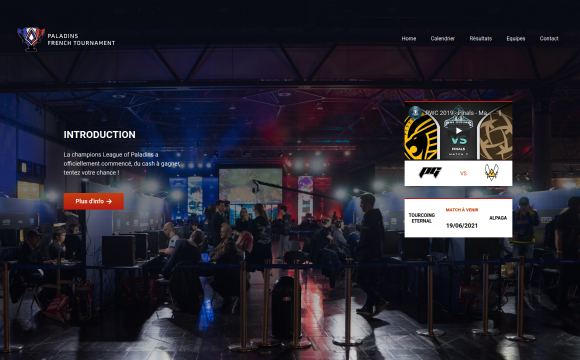 PALADINS
FRENCH TOURNAMENT
Home Calendrier Résultats Equipes Contact
INTRODUCTION
La champions League of Paladins a
officiellement commencé, du cash à gagner,
tentez votre chance !
Plus d'info
PWC 2019 - Finals - Ma...
VS
FINALS
VS
MATCH À VENIR
TOURCOING
ETERNAL
ALPAGA
19/06/2021